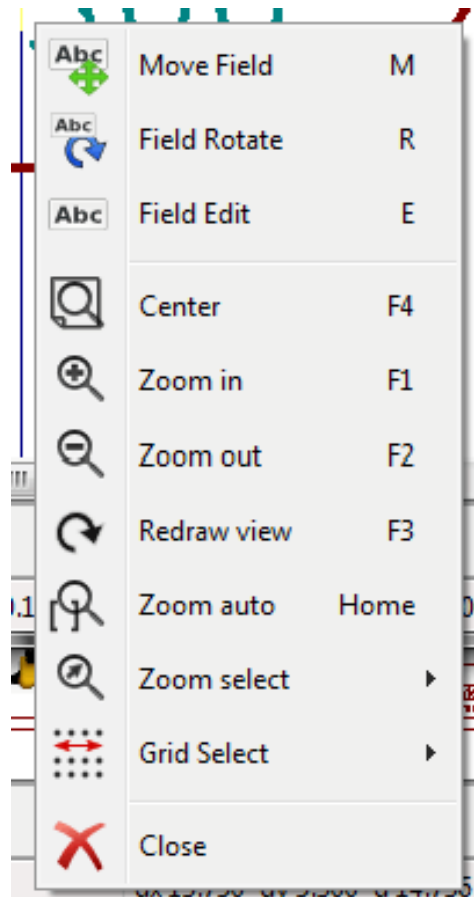 Abc Move Field M
Abc Field Rotate R
Abc Field Edit E
Center F4
Zoom in F1
Zoom out F2
Redraw view F3
Zoom auto Home
Zoom select
Grid Select
Close